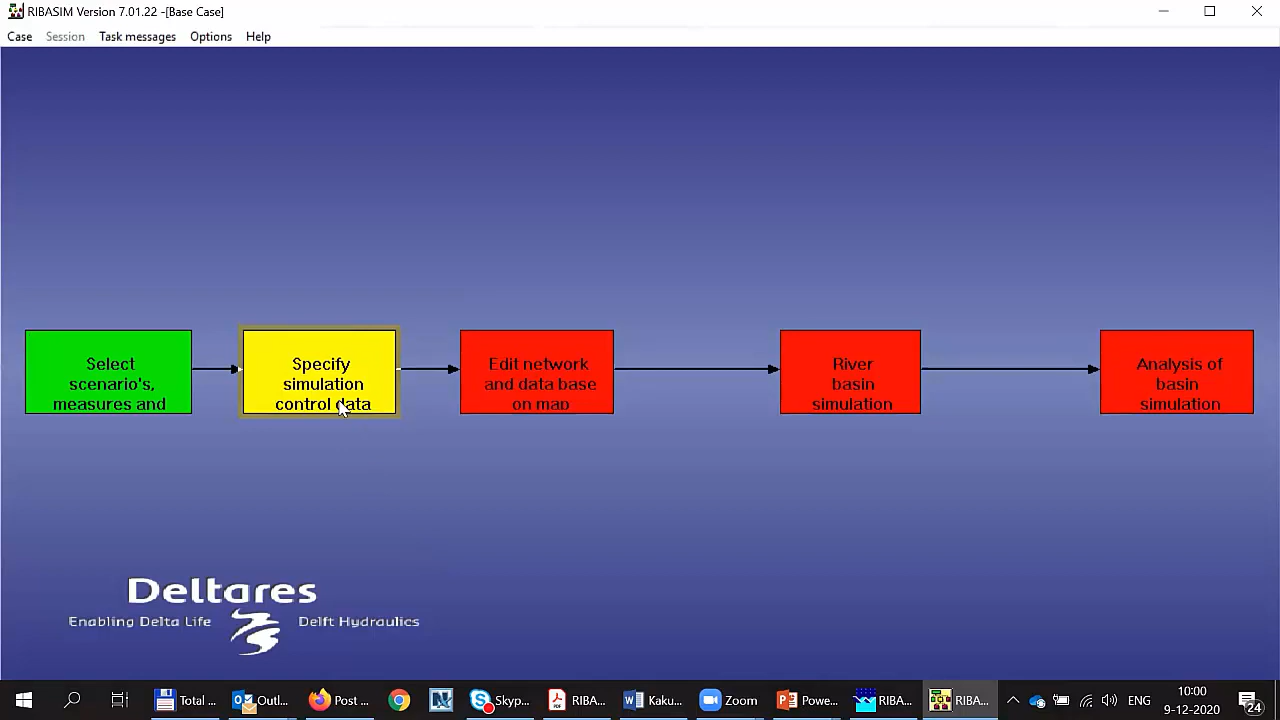 RIBASIM Version 7.01.22 -[Base Case]
Case Session Task messages Options Help
Select
scenario's,
measures and
Specify
simulation
control data
Edit network
and data base
on map
River
basin
simulation
Analysis of
basin
simulation
Deltares
Enabling Delta Life Delft Hydraulics
Total ... Outl... Post ... Skyp... RIBA... Kaku... Zoom Powe... RIBA... RIBA... ENG
10:00
9-12-2020
24